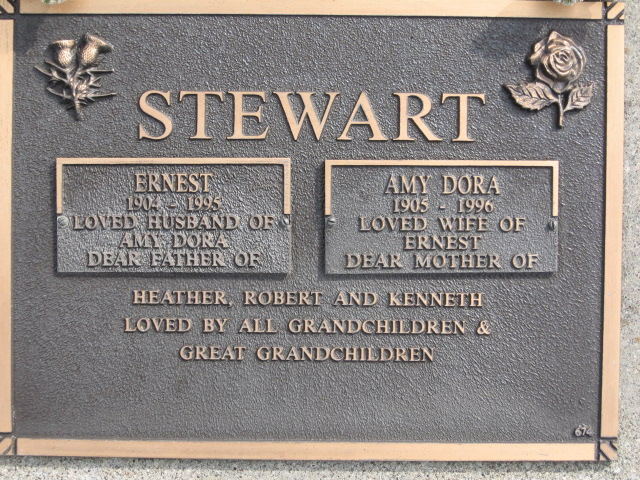 STEWART
ERNEST
1904 - 1995
LOVED HUSBAND OF
AMY DORA
DEAR FATHER OF
AMY DORA
1905 - 1996
LOVED WIFE OF
ERNEST
DEAR MOTHER OF
HEATHER, ROBERT AND KENNETH
LOVED BY ALL GRANDCHILDREN &
GREAT GRANDCHILDREN